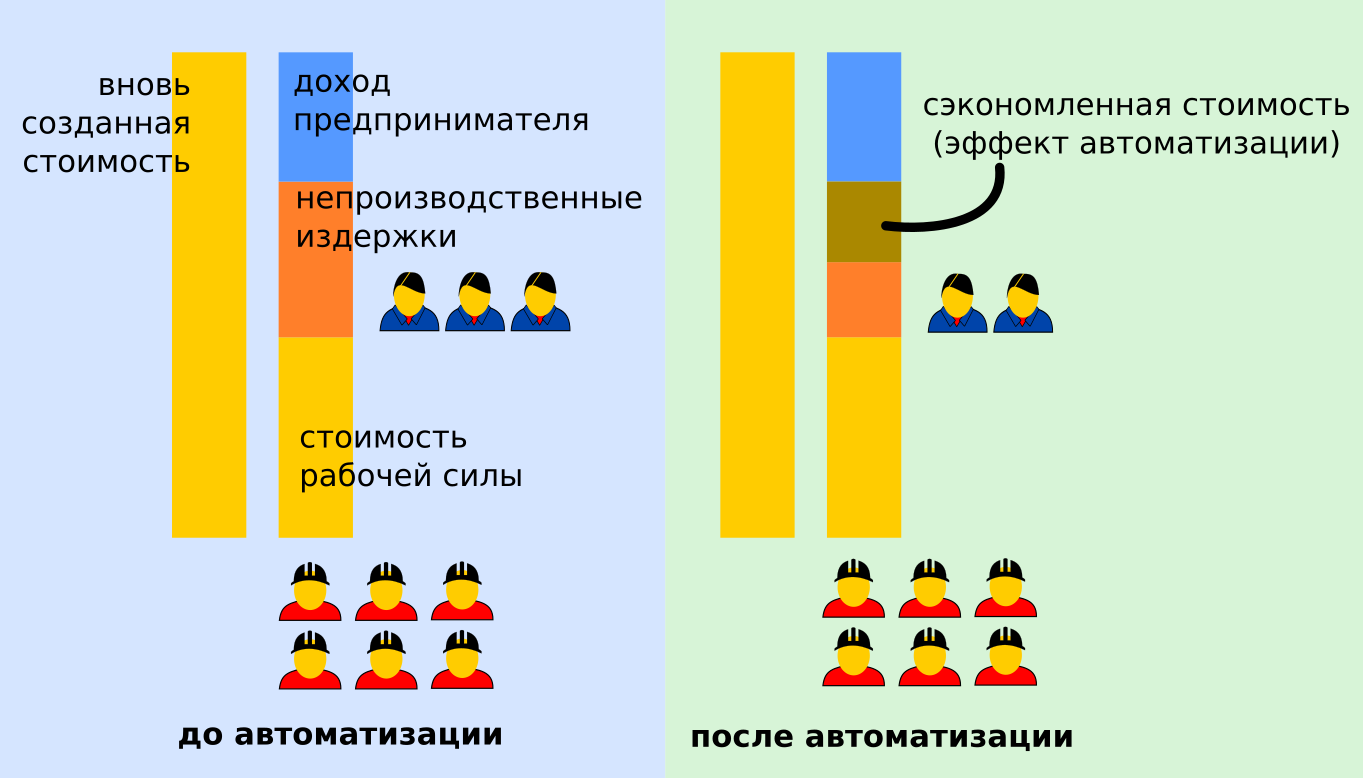 вновь
созданная
стоимость
доход
предпринимателя
непроизводственные
издержки
стоимость
рабочей силы
до автоматизации
сэкономленная стоимость
(эффект автоматизации)
после автоматизации